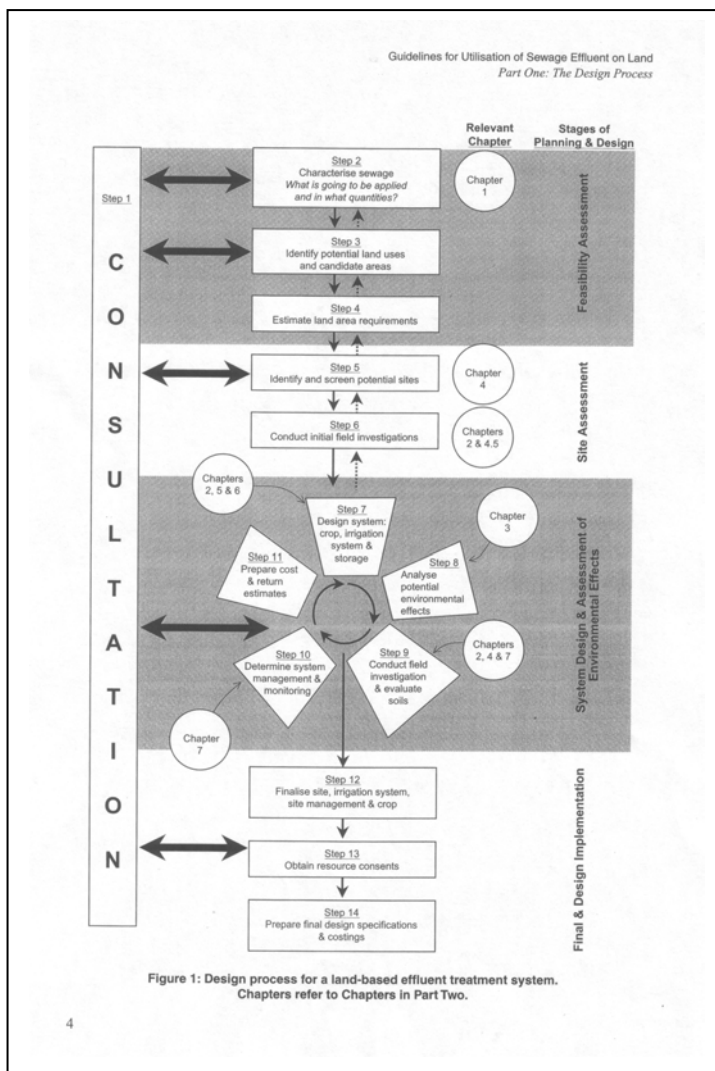 Guidelines for Utilisation of Sewage Effluent on Land
Part One: The Design Process
Relevant
Chapter
Stages of
Planning & Design
Step 1
CONSULTATION
Step 2
Characterise sewage
What is going to be applied
and in what quantities?
Chapter
1
Step 3
Identify potential land uses
and candidate areas
Step 4
Estimate land area requirements
Feasibility Assessment
Step 5
Identify and screen potential sites
Chapter
4
Step 6
Conduct initial field investigations
Chapters
2 & 4.5
Site Assessment
Chapters
2, 5 & 6
Step 7
Design system:
crop, irrigation
system &
storage
Chapter
3
Step 8
Analyse
potential
environmental
effects
Step 9
Conduct field
investigation
& evaluate
soils
Chapters
2, 4 & 7
Step 10
Determine system
management &
monitoring
Chapter
7
Step 11
Prepare cost
& return
estimates
System Design & Assessment of
Environmental Effects
Step 12
Finalise site, irrigation system,
site management & crop
Step 13
Obtain resource consents
Step 14
Prepare final design specifications
& costings
Final & Design Implementation
Figure 1: Design process for a land-based effluent treatment system.
Chapters refer to Chapters in Part Two.
4